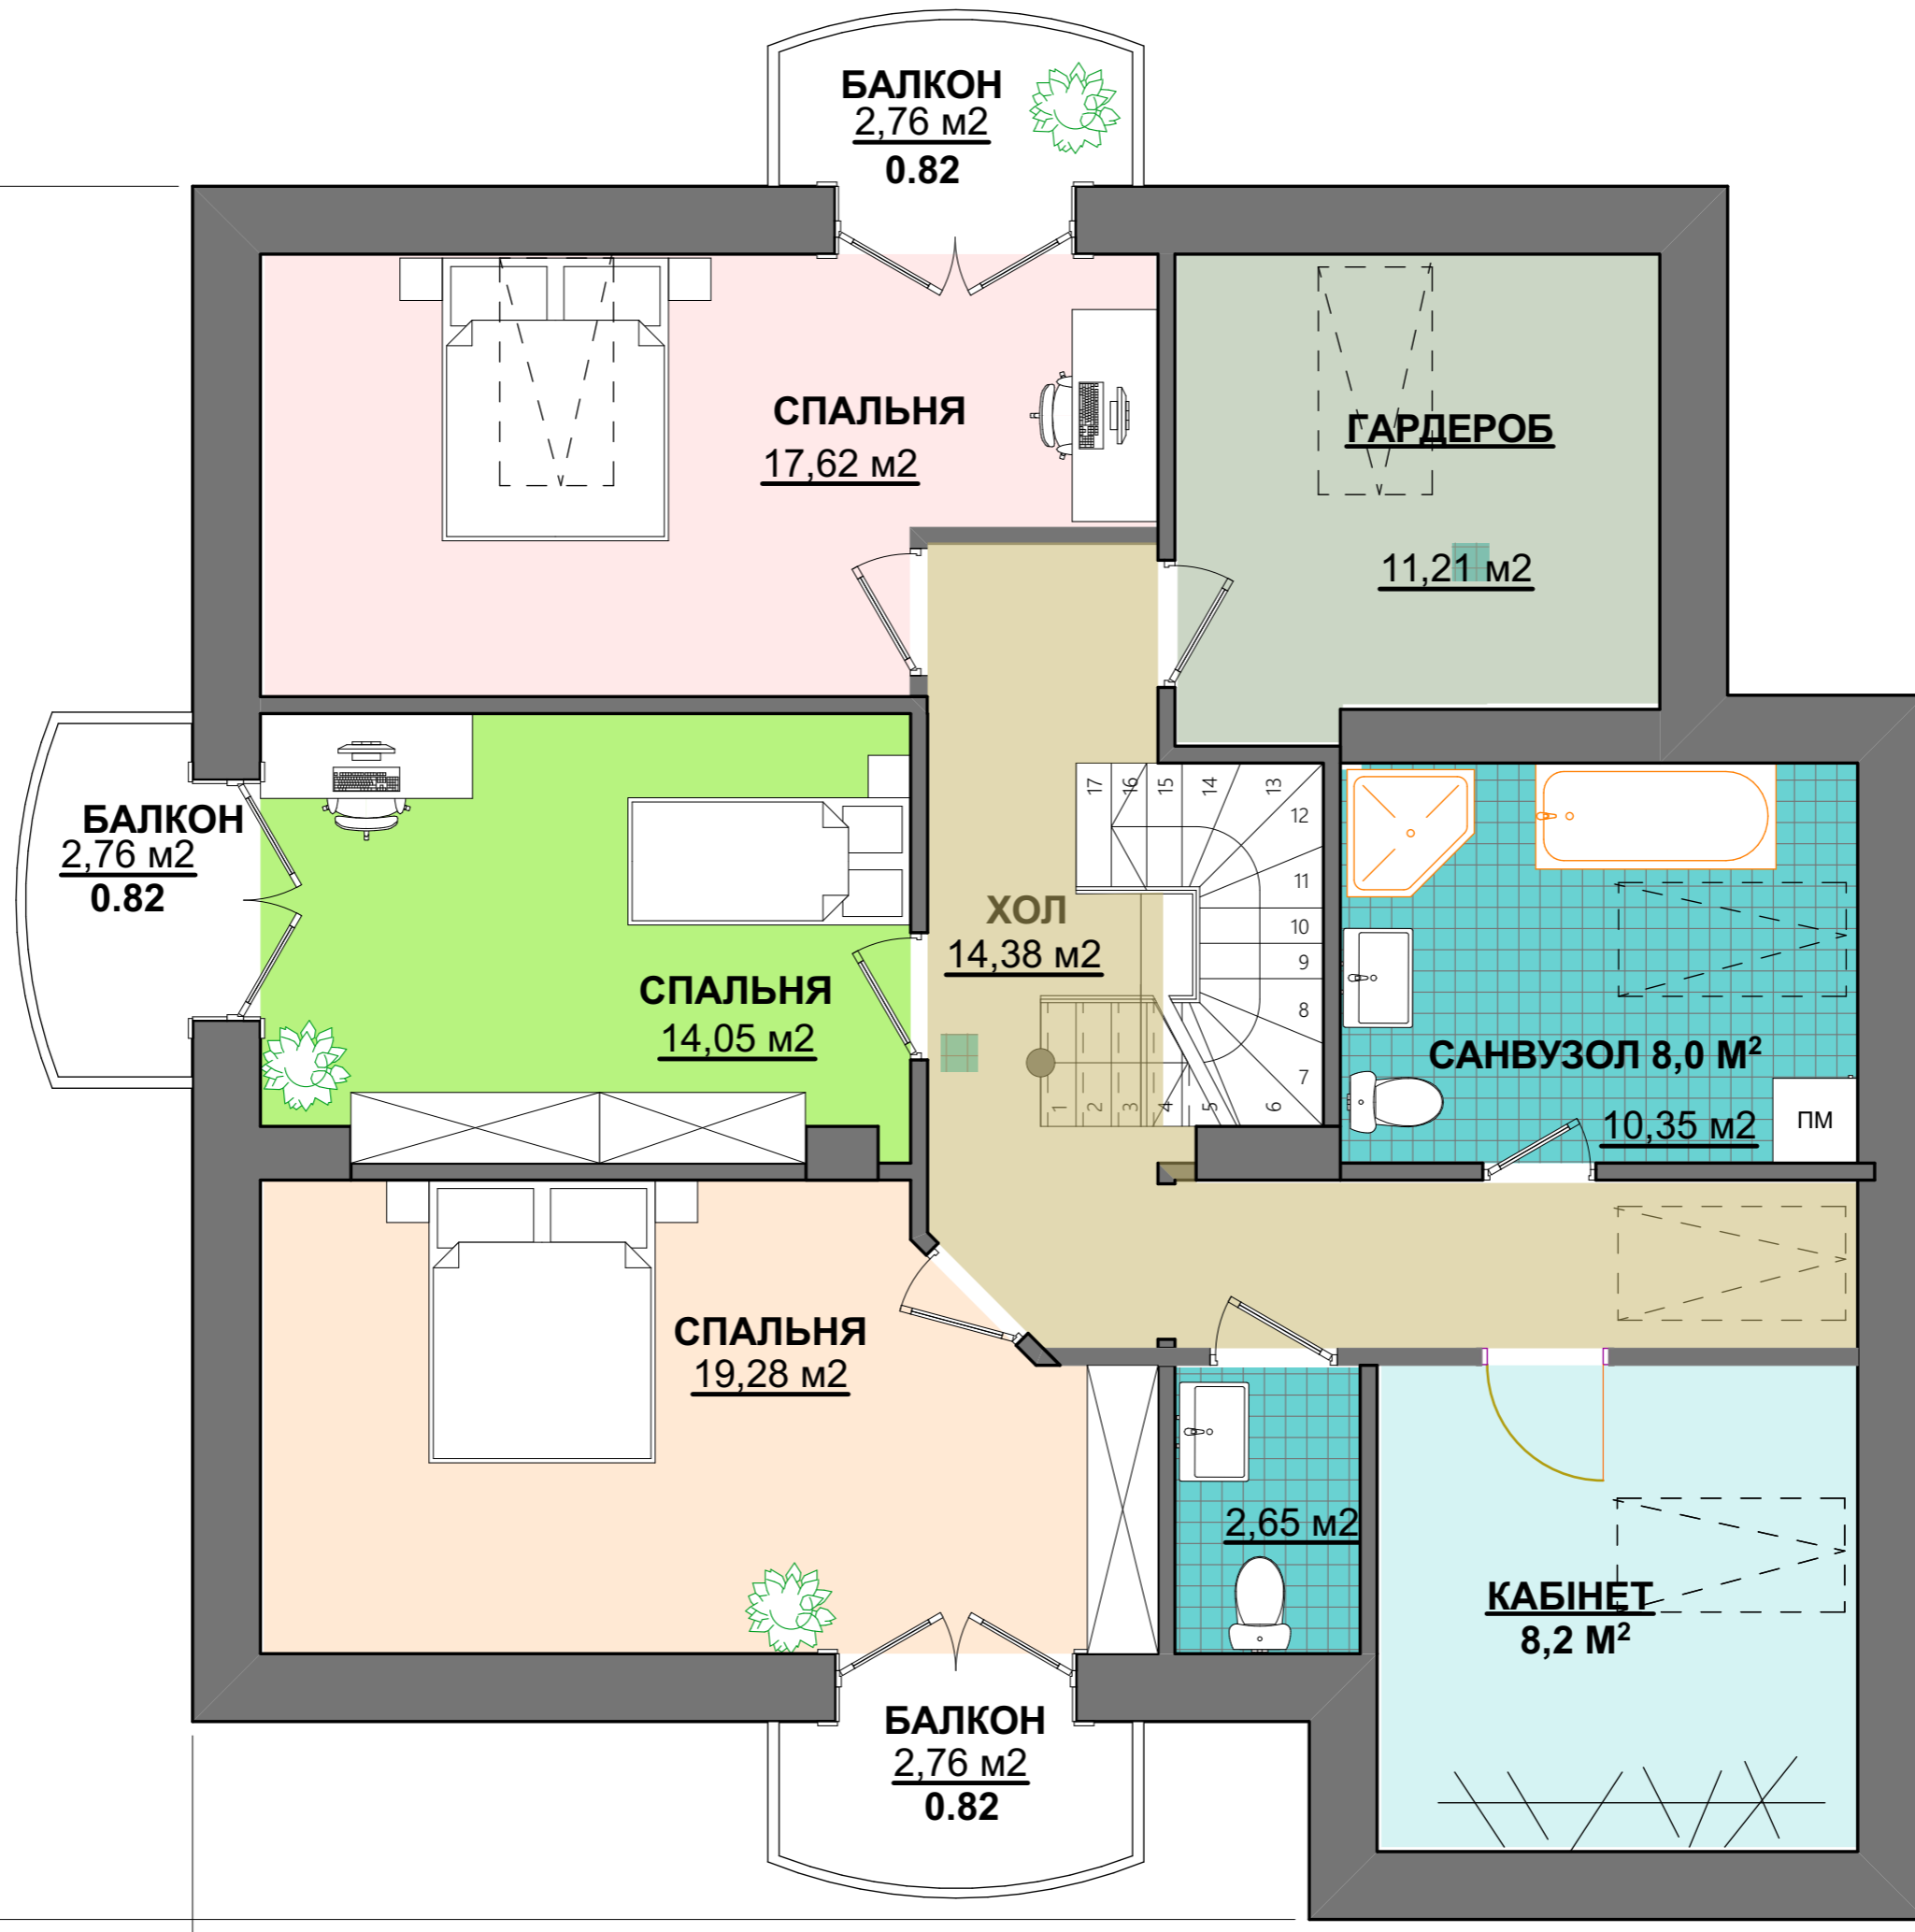 БАЛКОН
2,76 м2
0.82
СПАЛЬНЯ
17,62 м2
ГАРДЕРОБ
11,21 м2
БАЛКОН
2,76 м2
0.82
СПАЛЬНЯ
14,05 м2
ХОЛ
14,38 м2
17
16
15
14
13
12
11
10
9
8
7
6
5
4
3
2
1
САНВУЗОЛ 8,0 М²
10,35 м2
ПМ
СПАЛЬНЯ
19,28 м2
2,65 м2
КАБІНЕТ
8,2 М²
БАЛКОН
2,76 м2
0.82